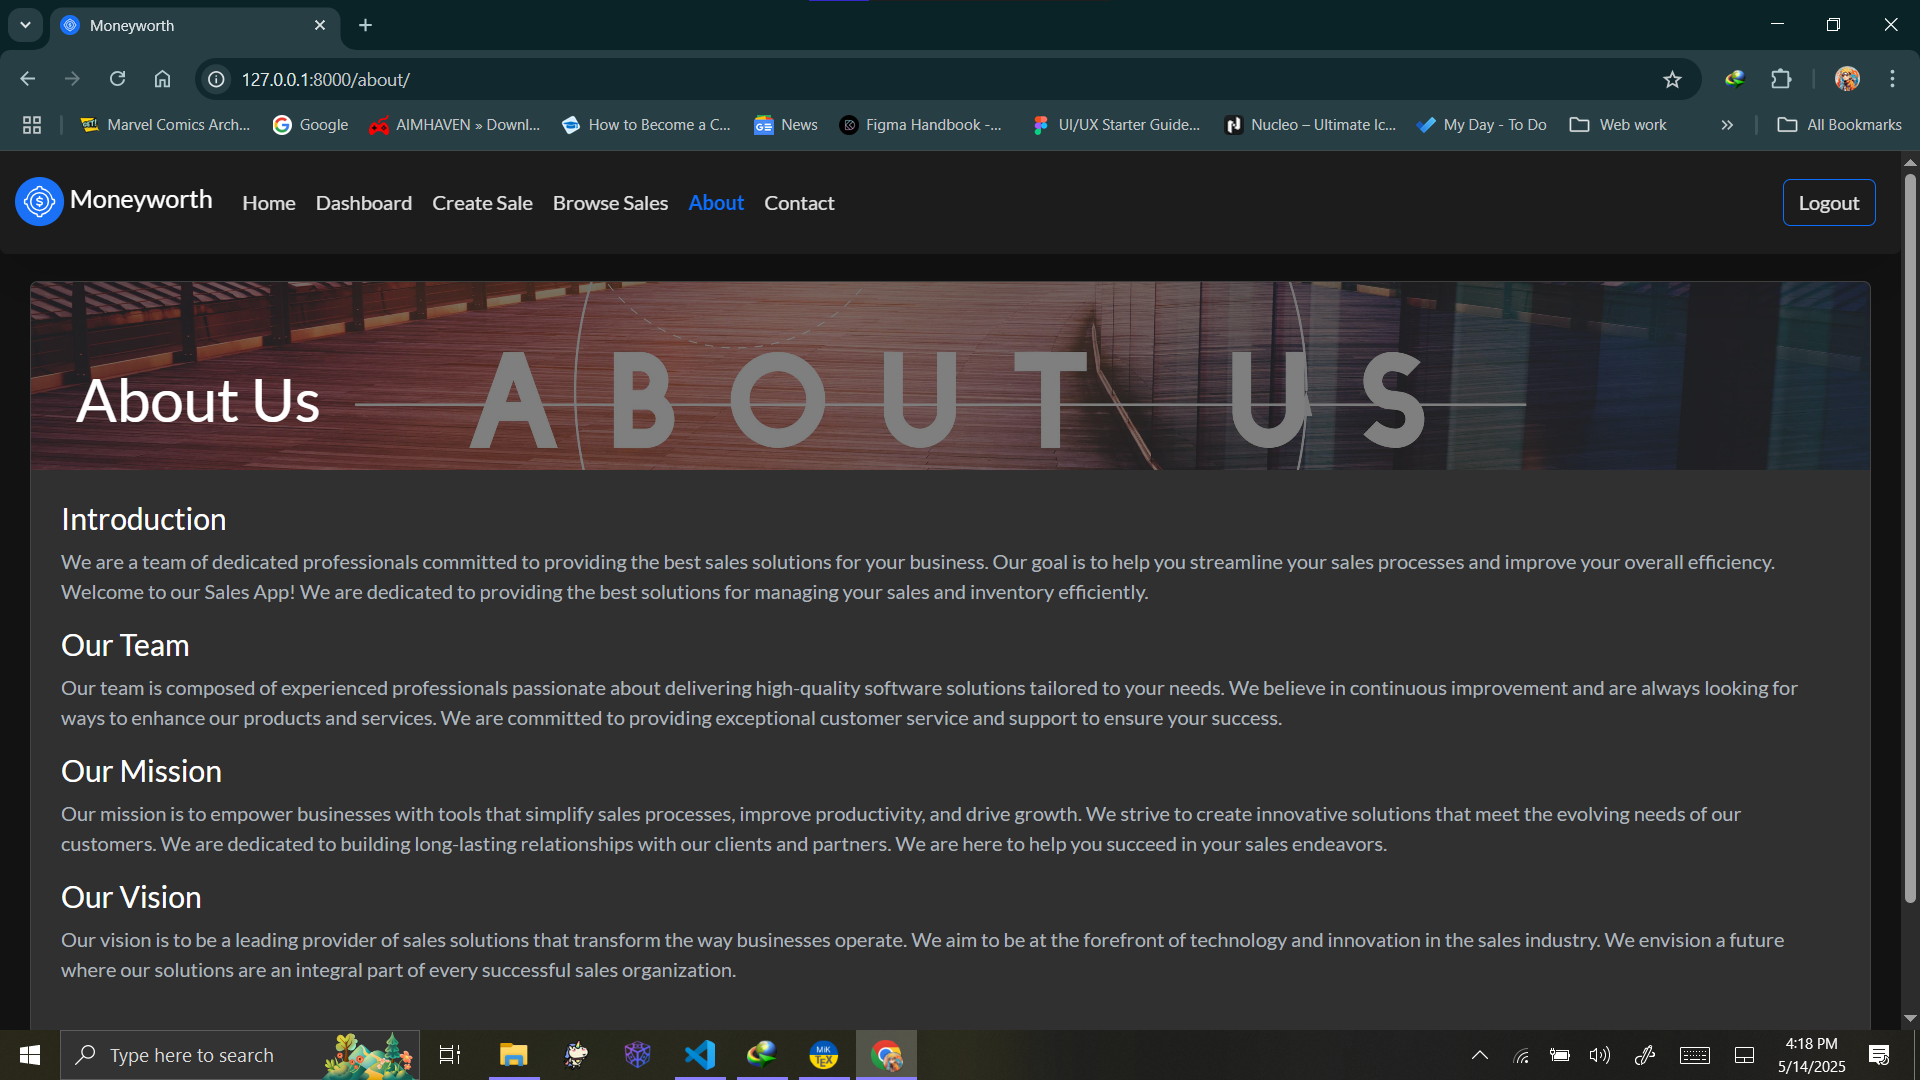 Moneyworth
127.0.0.1:8000/about/
Marvel Comics Arch...
Google
AIMHAVEN » Downl...
How to Become a C...
News
Figma Handbook -...
UI/UX Starter Guide...
Nucleo – Ultimate Ic...
My Day - To Do
Web work
All Bookmarks
Moneyworth
Home
Dashboard
Create Sale
Browse Sales
About
Contact
Logout
ABOUT US
About Us
Introduction
We are a team of dedicated professionals committed to providing the best sales solutions for your business. Our goal is to help you streamline your sales processes and improve your overall efficiency.
Welcome to our Sales App! We are dedicated to providing the best solutions for managing your sales and inventory efficiently.
Our Team
Our team is composed of experienced professionals passionate about delivering high-quality software solutions tailored to your needs. We believe in continuous improvement and are always looking for
ways to enhance our products and services. We are committed to providing exceptional customer service and support to ensure your success.
Our Mission
Our mission is to empower businesses with tools that simplify sales processes, improve productivity, and drive growth. We strive to create innovative solutions that meet the evolving needs of our
customers. We are dedicated to building long-lasting relationships with our clients and partners. We are here to help you succeed in your sales endeavors.
Our Vision
Our vision is to be a leading provider of sales solutions that transform the way businesses operate. We aim to be at the forefront of technology and innovation in the sales industry. We envision a future
where our solutions are an integral part of every successful sales organization.
Type here to search
MiK
TEX
4:18 PM
5/14/2025